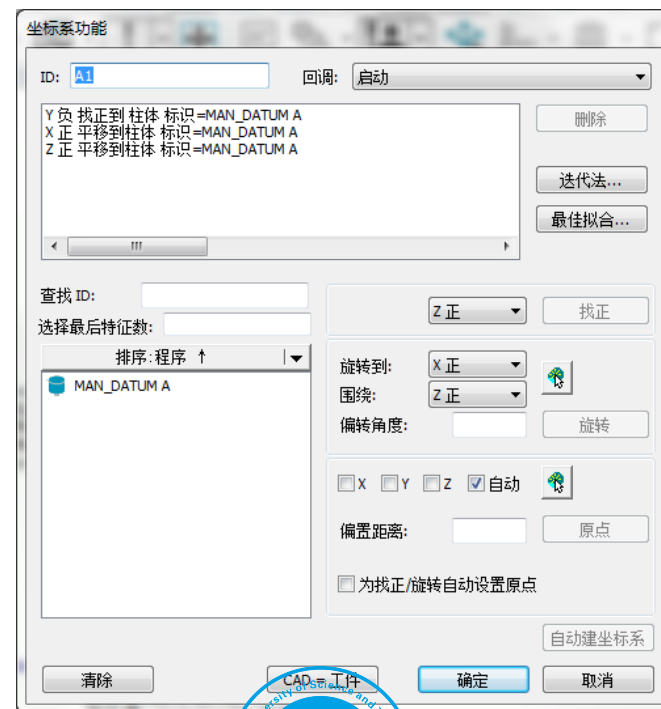 坐标系功能
ID: A1 回调: 启动
Y 负 找正到 柱体 标识=MAN_DATUM A
X 正 平移到柱体 标识=MAN_DATUM A
Z 正 平移到柱体 标识=MAN_DATUM A
删除
迭代法...
最佳拟合...
查找 ID:
选择最后特征数:
Z 正 找正
排序:程序 ↑
MAN_DATUM A
旋转到: X 正
围绕: Z 正
偏转角度: 旋转
X Y Z 自动
偏置距离: 原点
为找正/旋转自动设置原点
自动建坐标系
清除 CAD = 工件 确定 取消